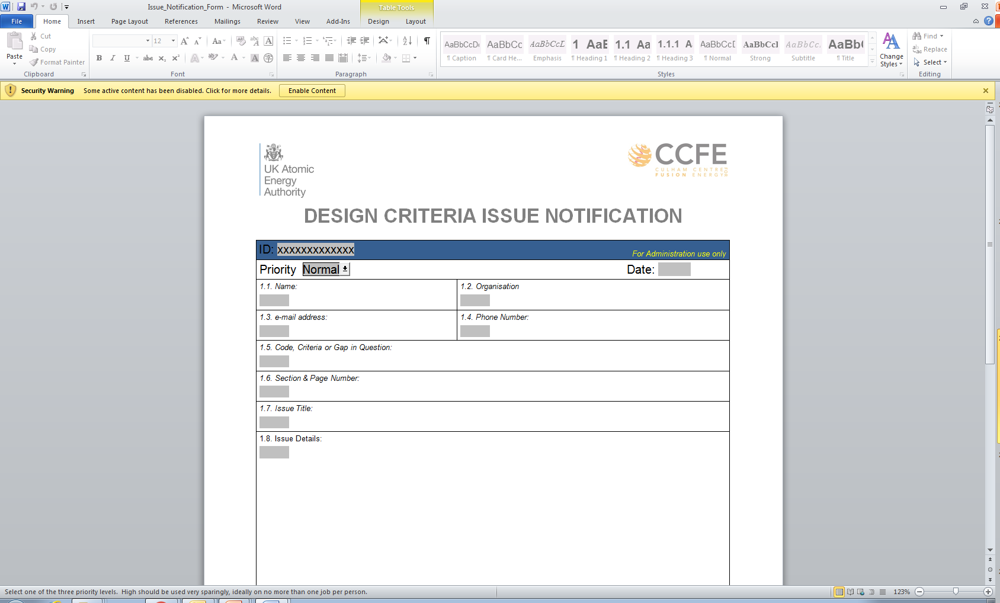 Issue_Notification_Form - Microsoft Word
Table Tools
File Home Insert Page Layout References Mailings Review View Add-Ins Design Layout
Paste
Cut
Copy
Format Painter
Clipboard
12
Font
Paragraph
AaBbCcDc AaBbCc AaBbCcL 1 AaE 1.1 Aa 1.1.1 A AaBbCcI AaBbCcI AaBbCc. AaBb(
Caption Card He... Emphasis Heading 1 Heading 2 Heading 3 Normal Strong Subtitle Title
Styles
Change Styles
Find
Replace
Select
Editing
Security Warning Some active content has been disabled. Click for more details. Enable Content
UK Atomic
Energy
Authority
CCFE
CULHAM CENTRE FOR
FUSION ENERGY
DESIGN CRITERIA ISSUE NOTIFICATION
ID: xxxxxxxxxxxxx
For Administration use only
Priority Normal Date:
1.1. Name: 1.2. Organisation
1.3. e-mail address: 1.4. Phone Number:
1.5. Code, Criteria or Gap in Question:
1.6. Section & Page Number:
1.7. Issue Title:
1.8. Issue Details:
Select one of the three priority levels. High should be used very sparingly, ideally on no more than one job per person.
123%